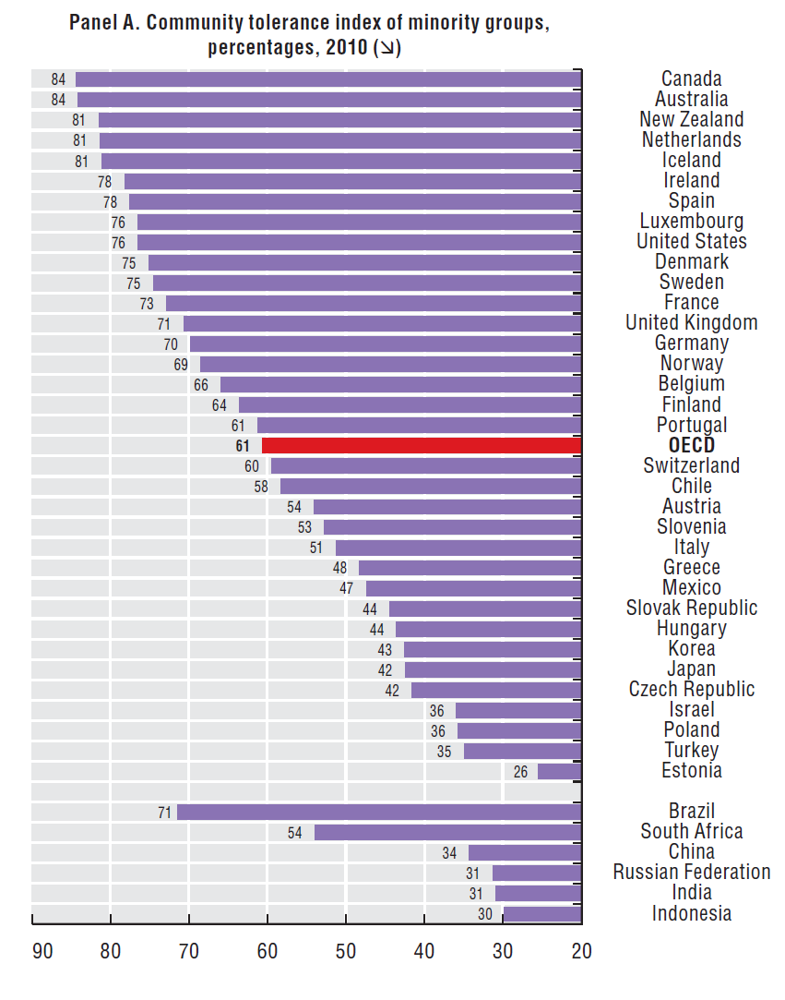 Panel A. Community tolerance index of minority groups,
percentages, 2010 (↘)
84 Canada
84 Australia
81 New Zealand
81 Netherlands
81 Iceland
78 Ireland
78 Spain
76 Luxembourg
76 United States
75 Denmark
75 Sweden
73 France
71 United Kingdom
70 Germany
69 Norway
66 Belgium
64 Finland
61 Portugal
61 OECD
60 Switzerland
58 Chile
54 Austria
53 Slovenia
51 Italy
48 Greece
47 Mexico
44 Slovak Republic
44 Hungary
43 Korea
42 Japan
42 Czech Republic
36 Israel
36 Poland
35 Turkey
26 Estonia
71 Brazil
54 South Africa
34 China
31 Russian Federation
31 India
30 Indonesia
90 80 70 60 50 40 30 20